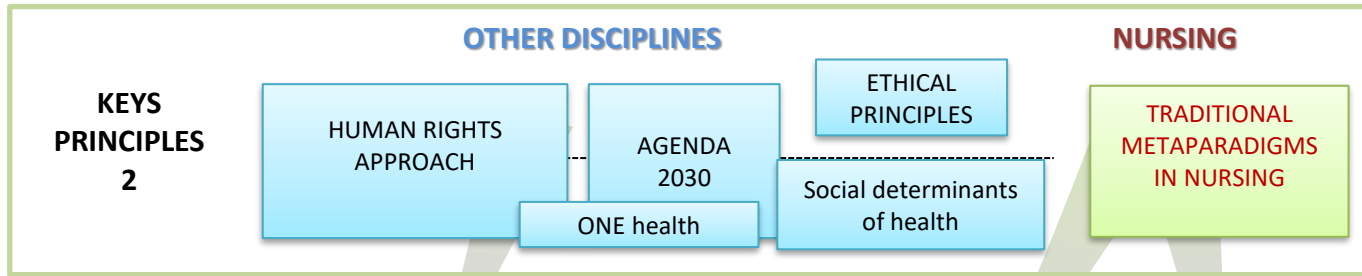 OTHER DISCIPLINES
NURSING
KEYS
PRINCIPLES
2
HUMAN RIGHTS
APPROACH
AGENDA
2030
ETHICAL
PRINCIPLES
ONE health
Social determinants
of health
TRADITIONAL
METAPARADIGMS
IN NURSING